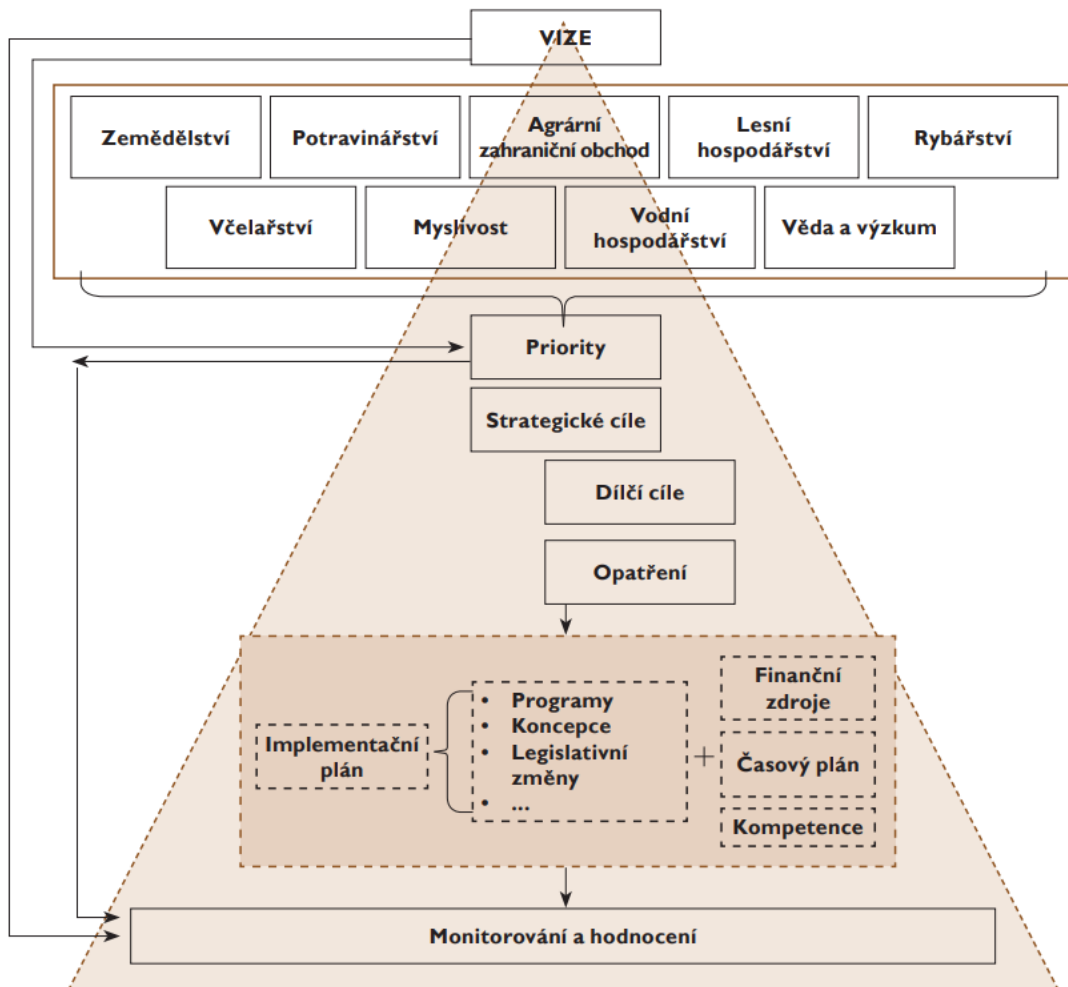 VIZE
Zemědělství
Potravinářství
Agrární
zahraniční obchod
Lesní
hospodářství
Rybářství
Včelařství
Myslivost
Vodní
hospodářství
Věda a výzkum
Priority
Strategické cíle
Dílčí cíle
Opatření
Implementační
plán
• Programy
• Koncepce
• Legislativní
změny
• ...
+
Finanční
zdroje
Časový plán
Kompetence
Monitorování a hodnocení